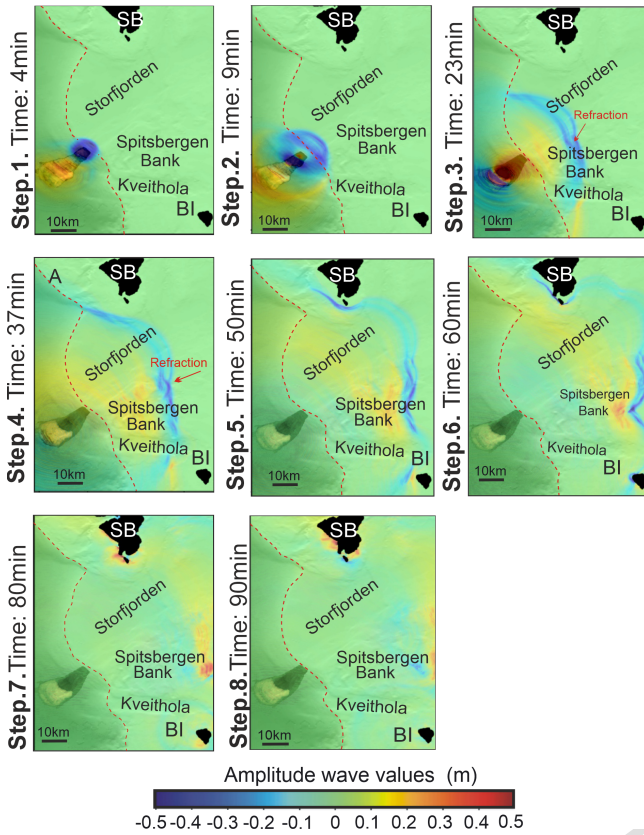 Step.1. Time: 4min
SB
Storfjorden
Spitsbergen
Bank
Kveithola
BI
10km
Step.2. Time: 9min
SB
Storfjorden
Spitsbergen
Bank
Kveithola
BI
10km
Step.3. Time: 23min
SB
Storfjorden
Refraction
Spitsbergen
Bank
Kveithola
BI
10km
Step.4. Time: 37min
A
SB
Storfjorden
Refraction
Spitsbergen
Bank
Kveithola
BI
10km
Step.5. Time: 50min
SB
Storfjorden
Spitsbergen
Bank
Kveithola
BI
10km
Step.6. Time: 60min
SB
Storfjorden
Spitsbergen
Bank
Kveithola
BI
10km
Step.7. Time: 80min
SB
Storfjorden
Spitsbergen
Bank
Kveithola
BI
10km
Step.8. Time: 90min
SB
Storfjorden
Spitsbergen
Bank
Kveithola
BI
10km
Amplitude wave values (m)
-0.5 -0.4 -0.3 -0.2 -0.1 0 0.1 0.2 0.3 0.4 0.5